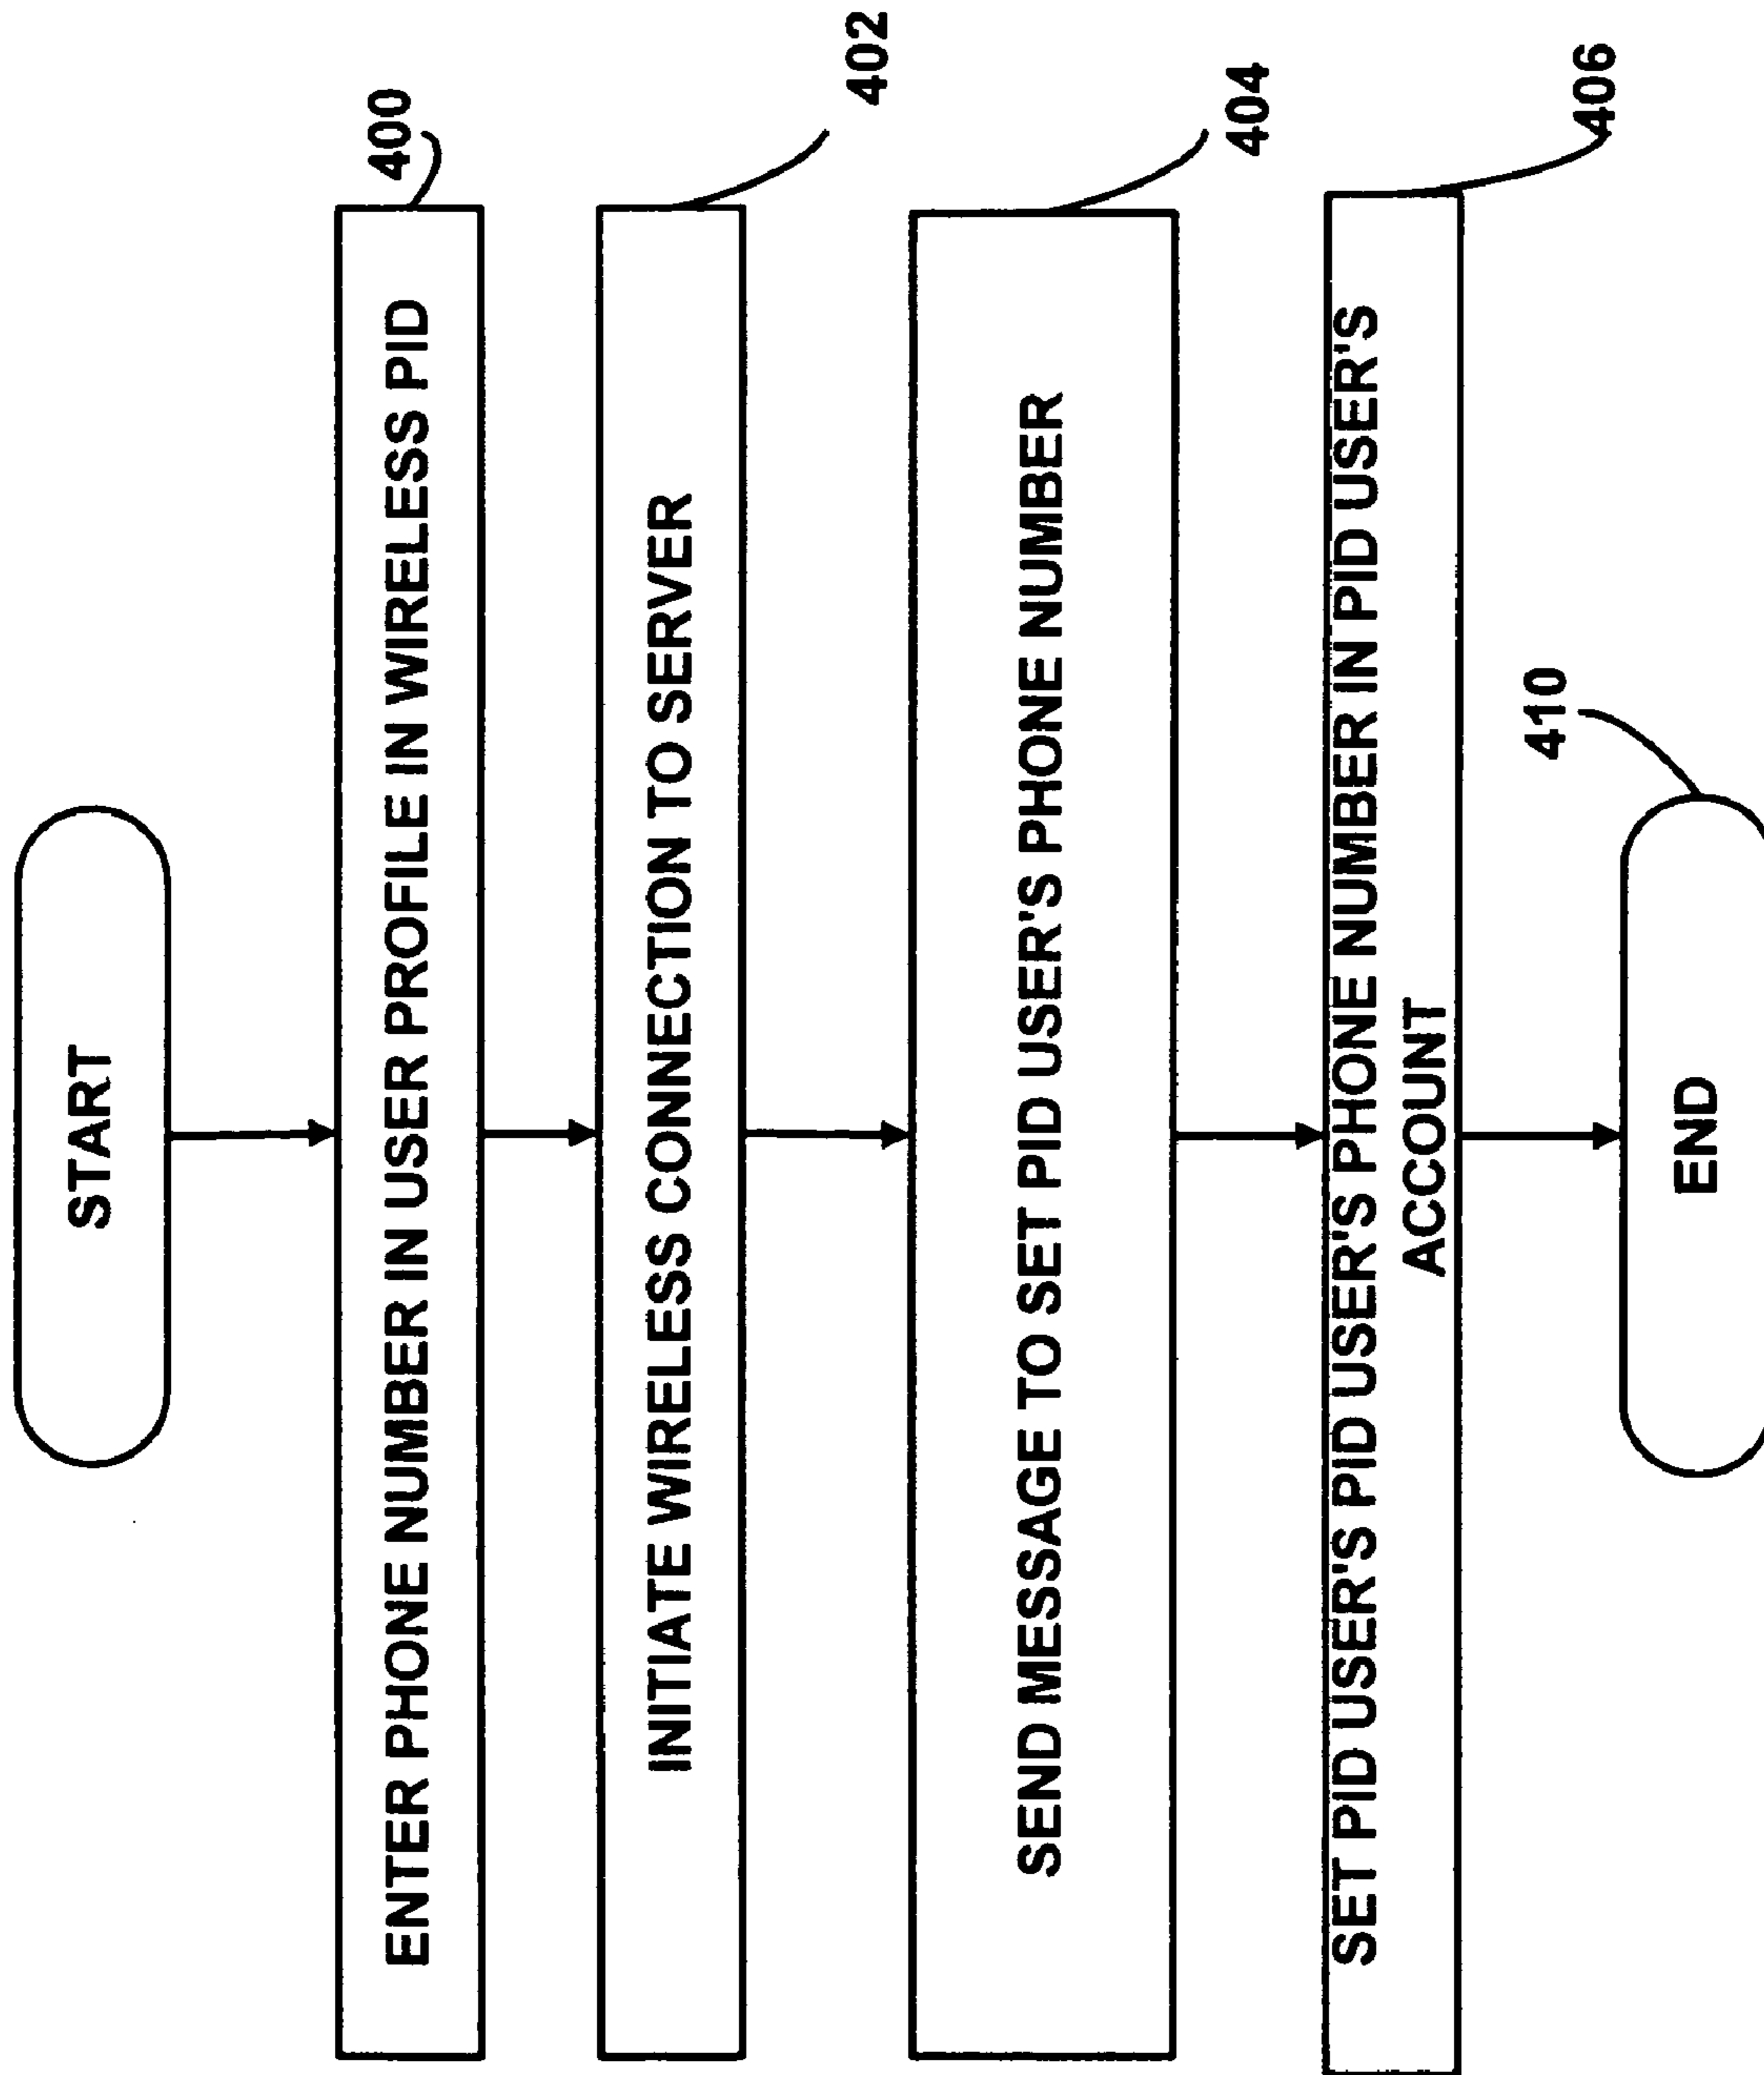 START
400
ENTER PHONE NUMBER IN USER PROFILE IN WIRELESS PID
402
INITIATE WIRELESS CONNECTION TO SERVER
404
SEND MESSAGE TO SET PID USER'S PHONE NUMBER
406
SET PID USER'S PID USER'S PHONE NUMBER IN PID USER'S
ACCOUNT
410
END